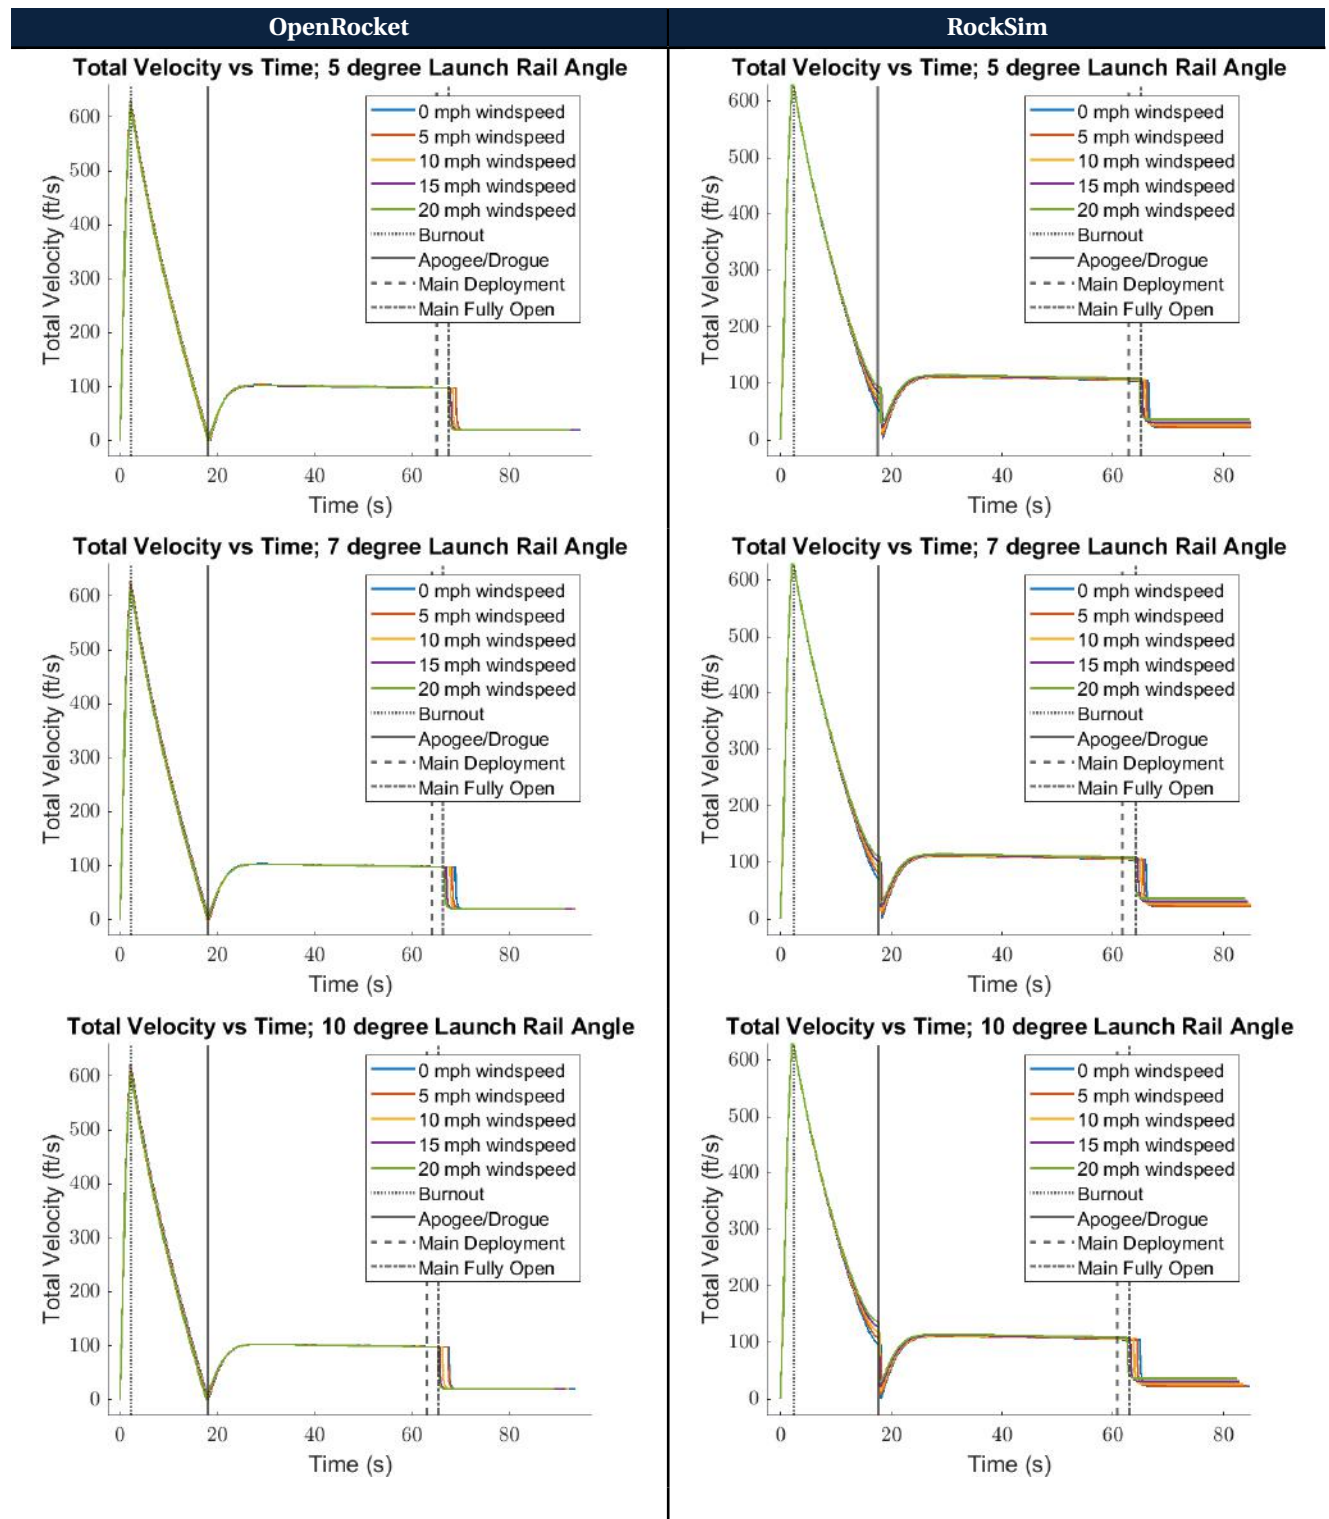 OpenRocket
RockSim
Total Velocity vs Time; 5 degree Launch Rail Angle
Total Velocity (ft/s)
600
500
400
300
200
100
0
0 20 40 60 80
Time (s)
0 mph windspeed
5 mph windspeed
10 mph windspeed
15 mph windspeed
20 mph windspeed
Burnout
Apogee/Drogue
Main Deployment
Main Fully Open
Total Velocity vs Time; 5 degree Launch Rail Angle
Total Velocity (ft/s)
600
500
400
300
200
100
0
0 20 40 60 80
Time (s)
0 mph windspeed
5 mph windspeed
10 mph windspeed
15 mph windspeed
20 mph windspeed
Burnout
Apogee/Drogue
Main Deployment
Main Fully Open
Total Velocity vs Time; 7 degree Launch Rail Angle
Total Velocity (ft/s)
600
500
400
300
200
100
0
0 20 40 60 80
Time (s)
0 mph windspeed
5 mph windspeed
10 mph windspeed
15 mph windspeed
20 mph windspeed
Burnout
Apogee/Drogue
Main Deployment
Main Fully Open
Total Velocity vs Time; 7 degree Launch Rail Angle
Total Velocity (ft/s)
600
500
400
300
200
100
0
0 20 40 60 80
Time (s)
0 mph windspeed
5 mph windspeed
10 mph windspeed
15 mph windspeed
20 mph windspeed
Burnout
Apogee/Drogue
Main Deployment
Main Fully Open
Total Velocity vs Time; 10 degree Launch Rail Angle
Total Velocity (ft/s)
600
500
400
300
200
100
0
0 20 40 60 80
Time (s)
0 mph windspeed
5 mph windspeed
10 mph windspeed
15 mph windspeed
20 mph windspeed
Burnout
Apogee/Drogue
Main Deployment
Main Fully Open
Total Velocity vs Time; 10 degree Launch Rail Angle
Total Velocity (ft/s)
600
500
400
300
200
100
0
0 20 40 60 80
Time (s)
0 mph windspeed
5 mph windspeed
10 mph windspeed
15 mph windspeed
20 mph windspeed
Burnout
Apogee/Drogue
Main Deployment
Main Fully Open